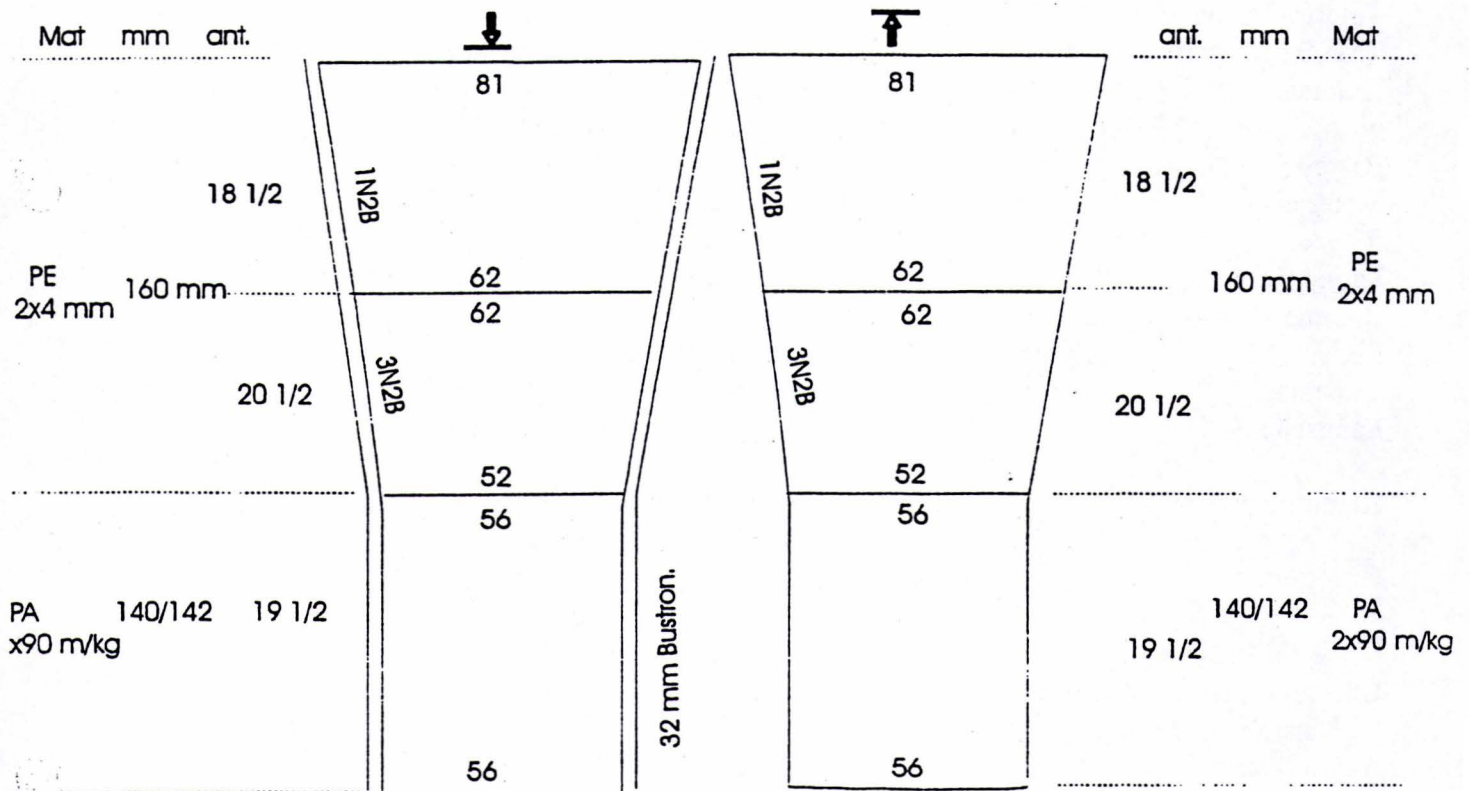 Mat mm ant.
ant. mm Mat
81
81
18 1/2
1N2B
1N2B
18 1/2
PE
2x4 mm
160 mm
62
62
62
62
160 mm
PE
2x4 mm
20 1/2
3N2B
3N2B
20 1/2
52
52
56
56
PA
x90 m/kg
140/142
19 1/2
32 mm Bustron.
19 1/2
140/142
PA
2x90 m/kg
56
56